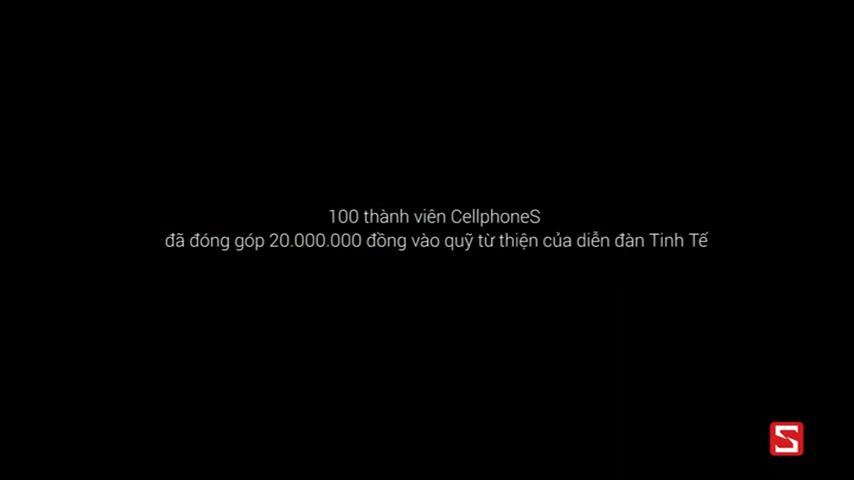 100 thành viên CellphoneS
đã đóng góp 20.000.000 đồng vào quỹ từ thiện của diễn đàn Tinh Tế
S